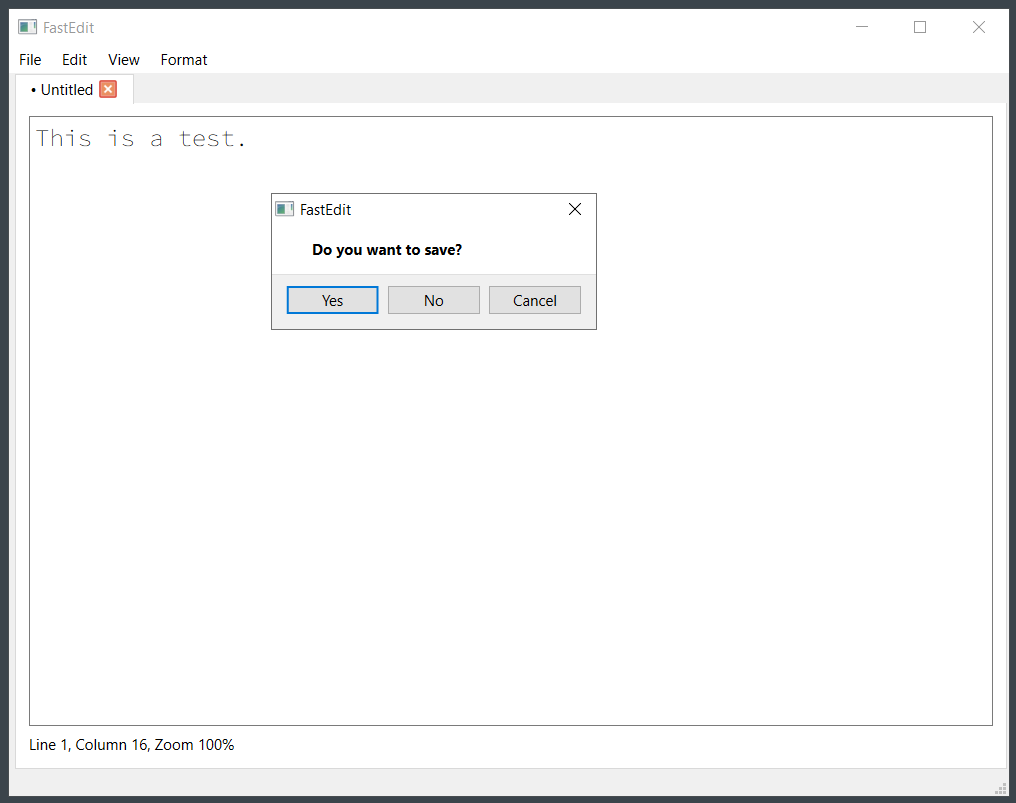 FastEdit
File Edit View Format
• Untitled
This is a test.
FastEdit
Do you want to save?
Yes No Cancel
Line 1, Column 16, Zoom 100%